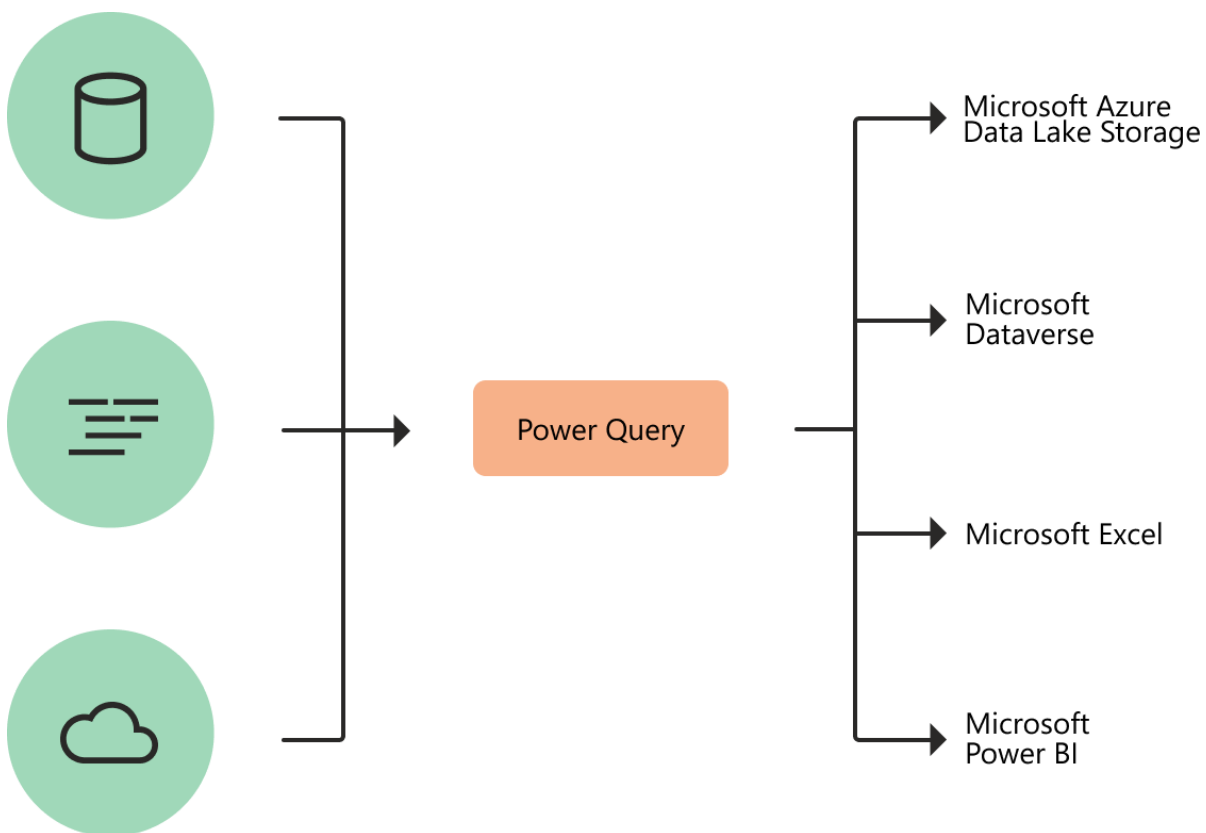 Microsoft Azure
Data Lake Storage
Microsoft
Dataverse
Power Query
Microsoft Excel
Microsoft
Power BI